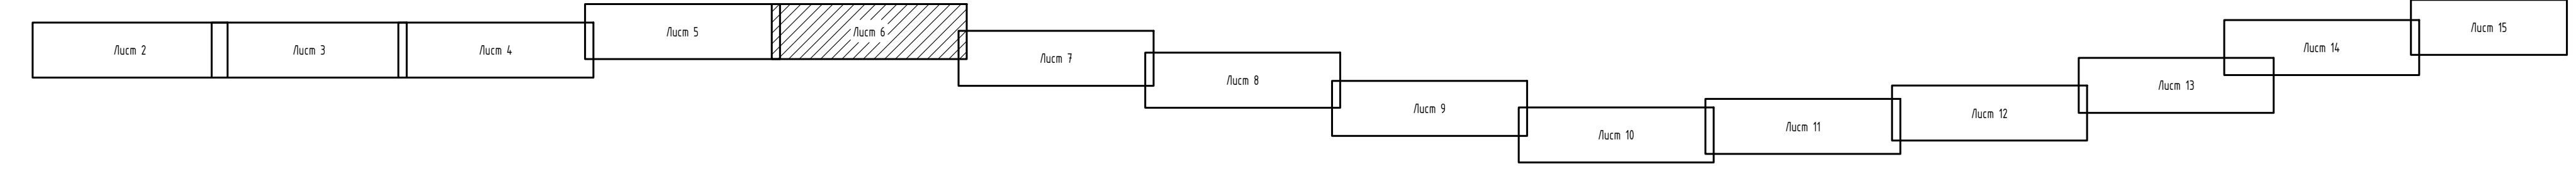 Лист 2
Лист 3
Лист 4
Лист 5
Лист 6
Лист 7
Лист 8
Лист 9
Лист 10
Лист 11
Лист 12
Лист 13
Лист 14
Лист 15